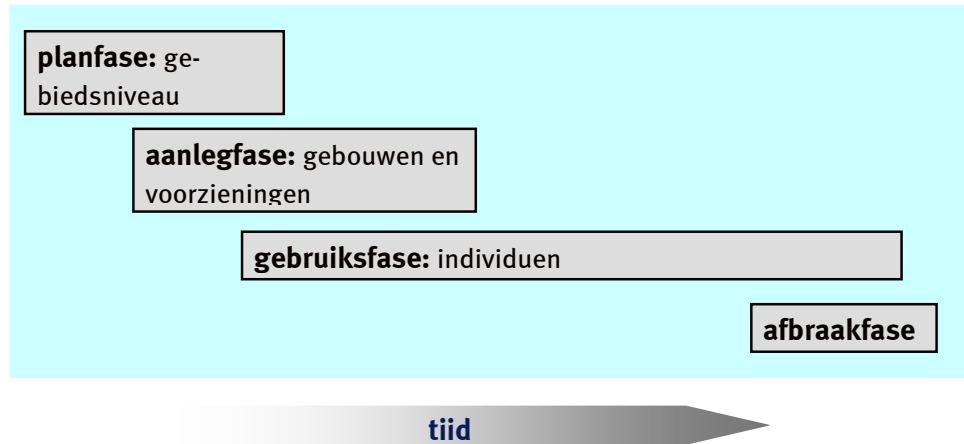 planfase: ge-
biedsniveau
aanlegfase: gebouwen en
voorzieningen
gebruiksfase: individuen
afbraakfase
tijd